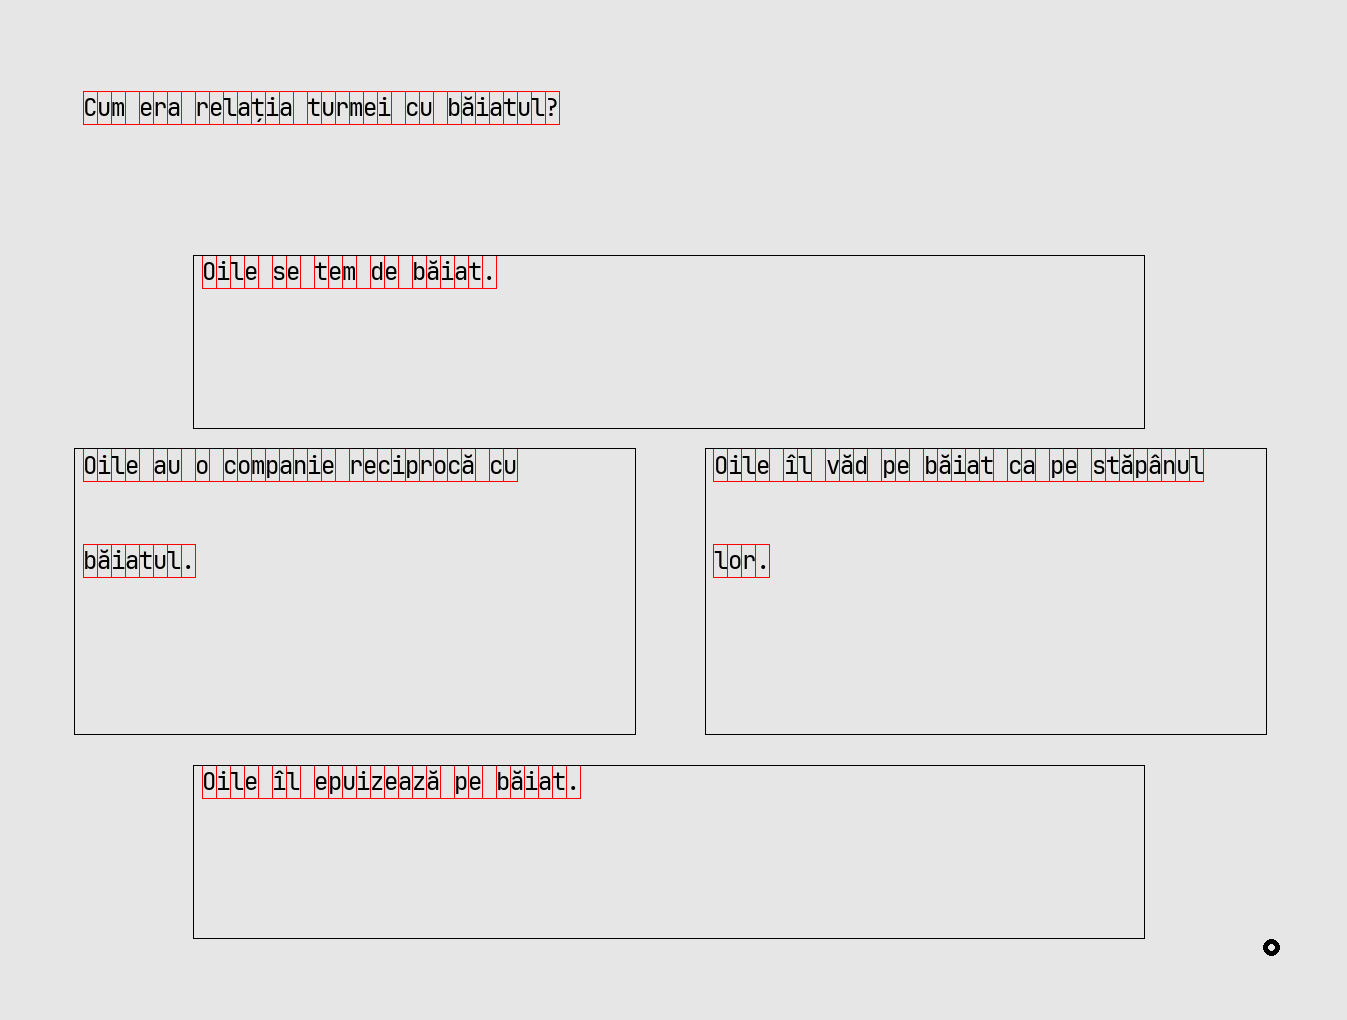 Cum era relația turmei cu băiatul?
Oile se tem de băiat.
Oile au o companie reciprocă cu
băiatul.
Oile îl văd pe băiat ca pe stăpânul
lor.
Oile îl epuizează pe băiat.